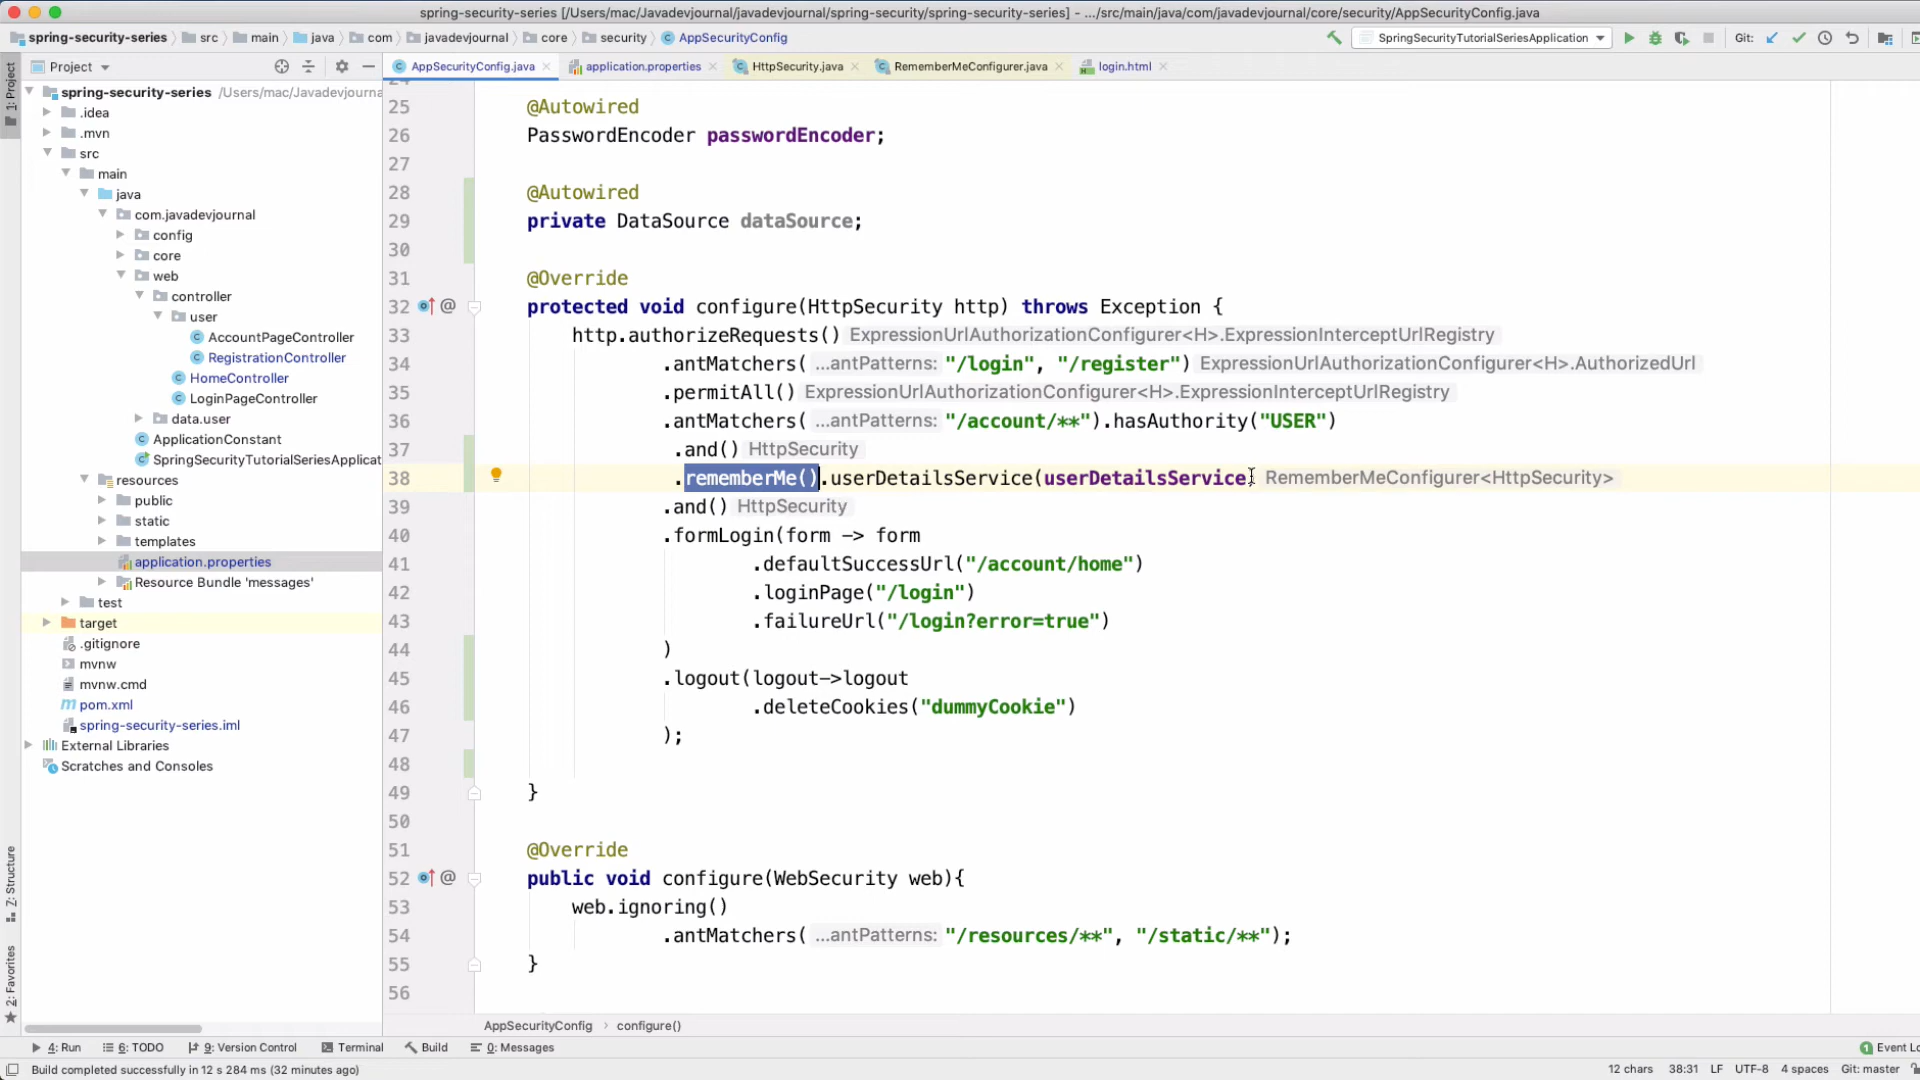 spring-security-series [/Users/mac/Javadevjournal/javadevjournal/spring-security/spring-security-series] - .../src/main/java/com/javadevjournal/core/security/AppSecurityConfig.java
spring-security-series src main java com javadevjournal core security AppSecurityConfig SpringSecurityTutorialSeriesApplication Git:
Project AppSecurityConfig.java application.properties HttpSecurity.java RememberMeConfigurer.java login.html
1: Project
spring-security-series /Users/mac/Javadevjourna
.idea
.mvn
src
main
java
com.javadevjournal
config
core
web
controller
user
AccountPageController
RegistrationController
HomeController
LoginPageController
data.user
ApplicationConstant
SpringSecurityTutorialSeriesApplicat
resources
public
static
templates
application.properties
Resource Bundle 'messages'
test
target
.gitignore
mvnw
mvnw.cmd
pom.xml
spring-security-series.iml
External Libraries
Scratches and Consoles
Z: Structure
2: Favorites
25 @Autowired
26 PasswordEncoder passwordEncoder;
27
28 @Autowired
29 private DataSource dataSource;
30
31 @Override
32 @ protected void configure(HttpSecurity http) throws Exception {
33 http.authorizeRequests() ExpressionUrlAuthorizationConfigurer<H>.ExpressionInterceptUrlRegistry
34 .antMatchers( ...antPatterns: "/login", "/register") ExpressionUrlAuthorizationConfigurer<H>.AuthorizedUrl
35 .permitAll() ExpressionUrlAuthorizationConfigurer<H>.ExpressionInterceptUrlRegistry
36 .antMatchers( ...antPatterns: "/account/**").hasAuthority("USER")
37 .and() HttpSecurity
38 .rememberMe().userDetailsService(userDetailsService) RememberMeConfigurer<HttpSecurity>
39 .and() HttpSecurity
40 .formLogin(form -> form
41 .defaultSuccessUrl("/account/home")
42 .loginPage("/login")
43 .failureUrl("/login?error=true")
44 )
45 .logout(logout->logout
46 .deleteCookies("dummyCookie")
47 );
48
49 }
50
51 @Override
52 @ public void configure(WebSecurity web){
53 web.ignoring()
54 .antMatchers( ...antPatterns: "/resources/**", "/static/**");
55 }
56
AppSecurityConfig › configure()
4: Run 6: TODO 9: Version Control Terminal Build 0: Messages 1 Event Lo
Build completed successfully in 12 s 284 ms (32 minutes ago) 12 chars 38:31 LF UTF-8 4 spaces Git: master